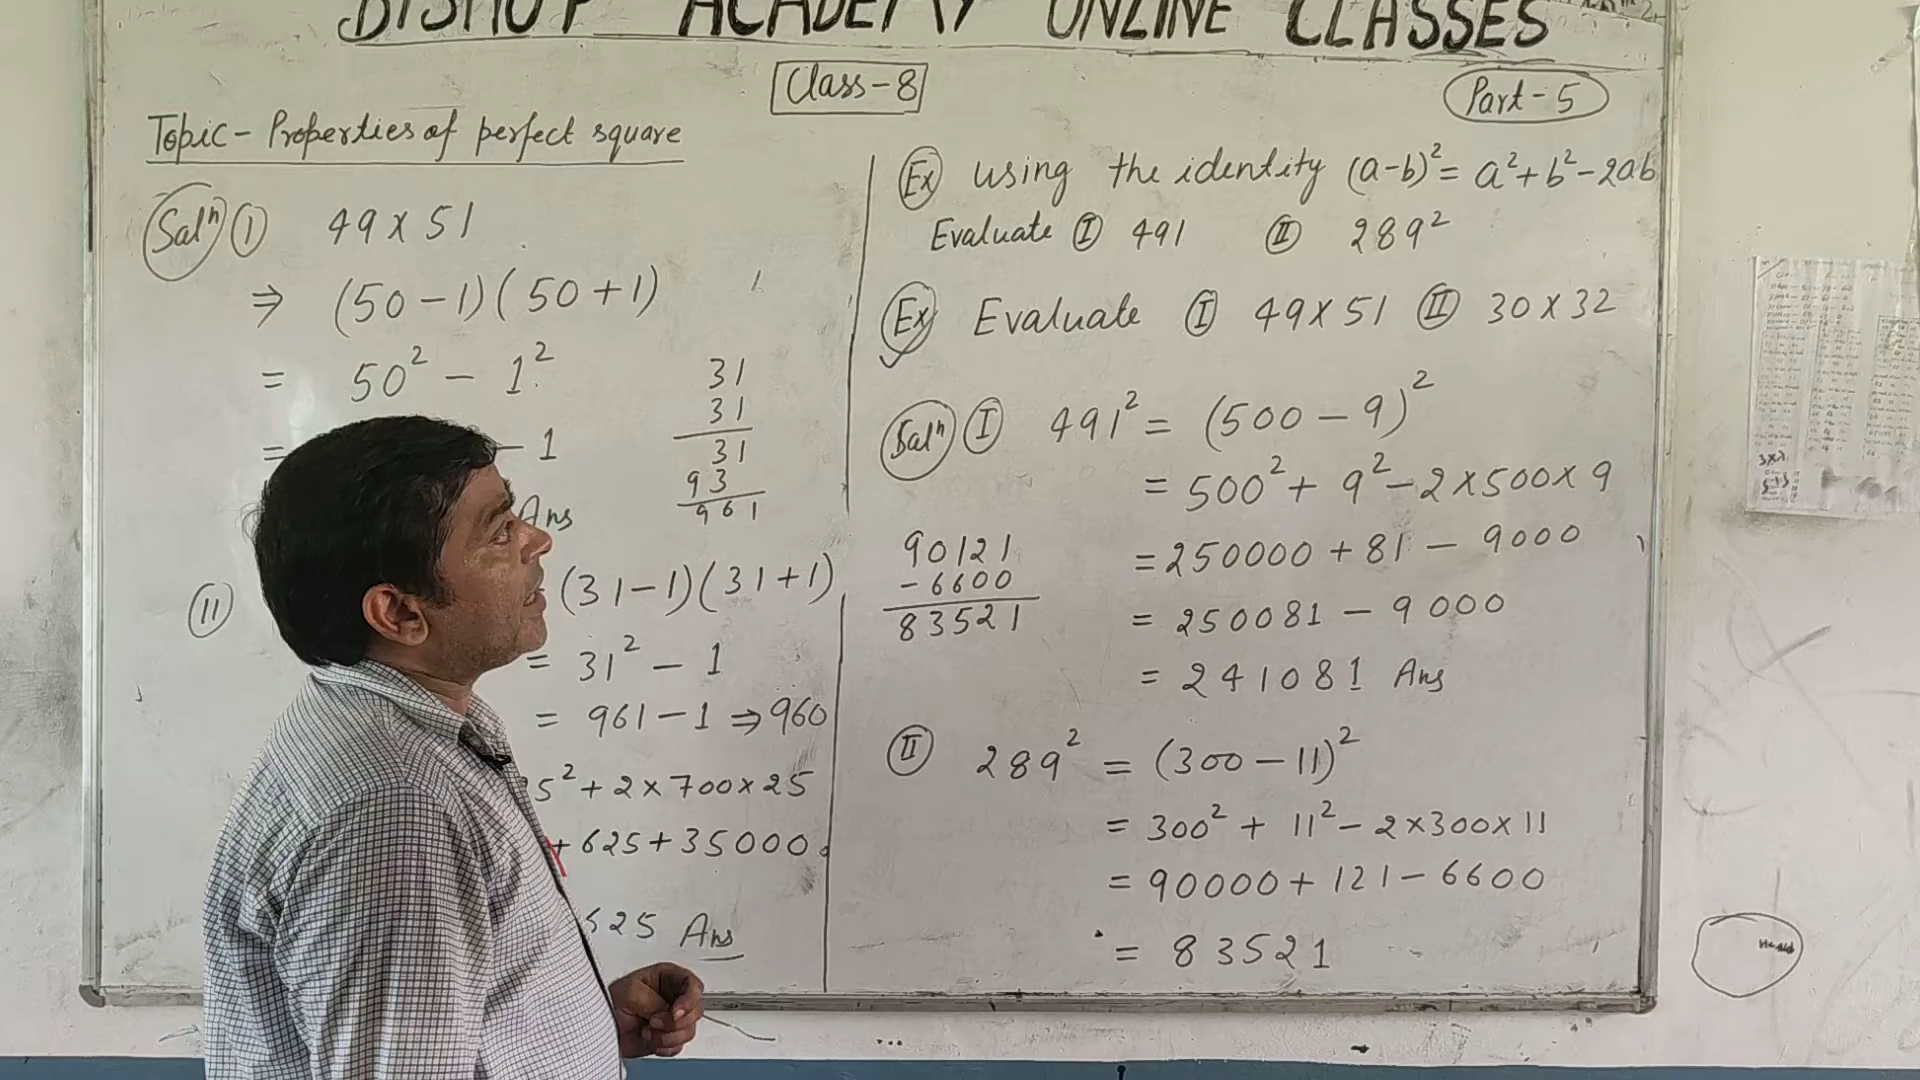 BISHOP ACADEMY ONLINE CLASSES
Class-8
Part-5
Topic- Properties of perfect square
Salⁿ I 49 x 51
⇒ (50-1)(50+1)
= 50² - 1²
= - 1
Ans
31
31
31
93
961
II (31-1)(31+1)
= 31² - 1
= 961-1 ⇒ 960
5² + 2 x 700 x 25
+ 625 + 35000
525 Ans
Ex using the identity (a-b)² = a²+b²-2ab
Evaluate I 491 II 289²
Ex Evaluate I 49 x 51 II 30 x 32
Salⁿ I 491² = (500-9)²
= 500² + 9² - 2 x 500 x 9
= 250000 + 81 - 9000
= 250081 - 9000
= 241081 Ans
90121
-6600
83521
II 289² = (300-11)²
= 300² + 11² - 2 x 300 x 11
= 90000 + 121 - 6600
= 83521